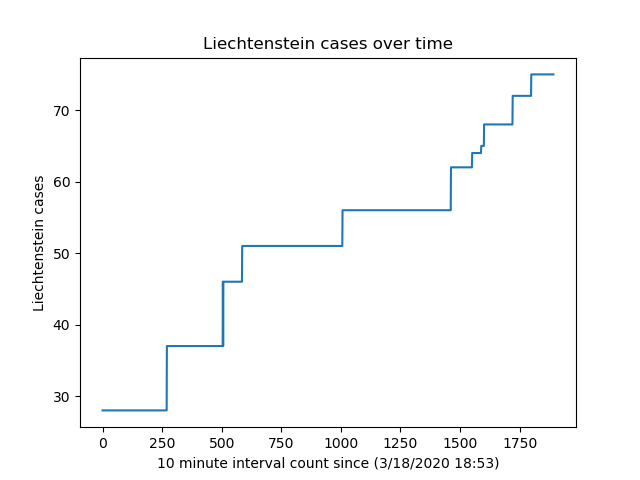 Liechtenstein cases over time
Liechtenstein cases
70
60
50
40
30
0 250 500 750 1000 1250 1500 1750
10 minute interval count since (3/18/2020 18:53)